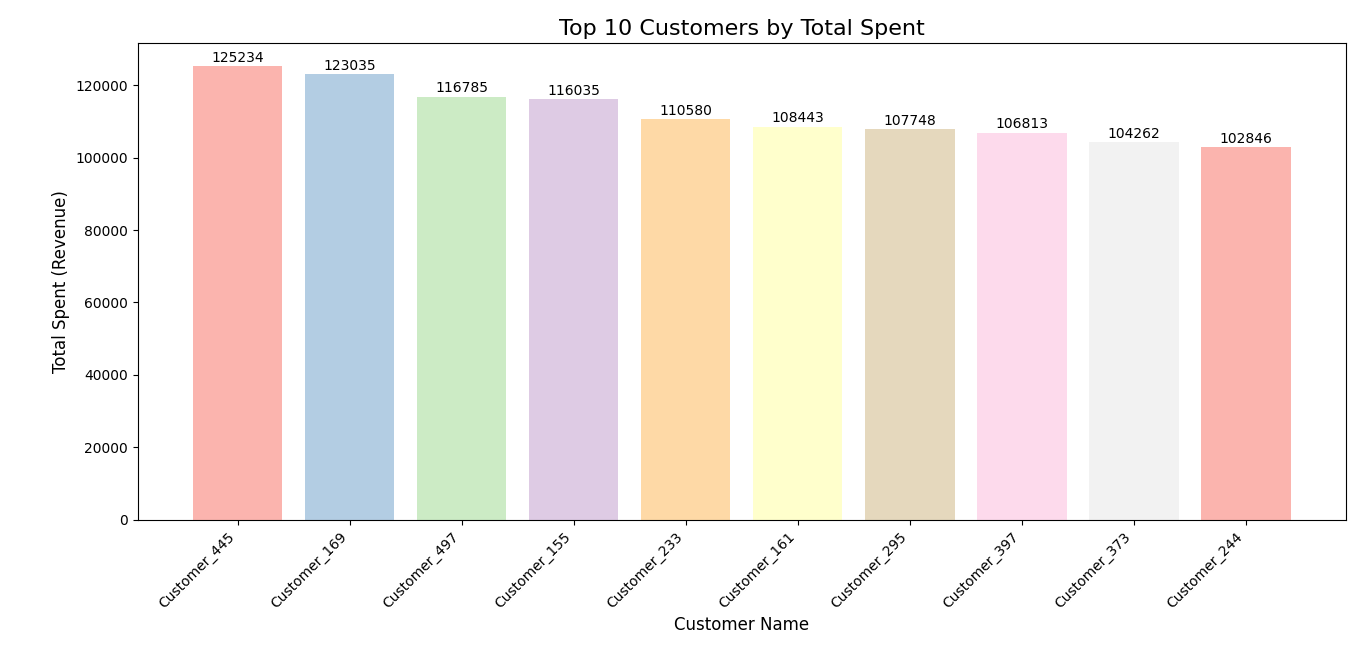 Top 10 Customers by Total Spent
125234
123035
116785
116035
110580
108443
107748
106813
104262
102846
Total Spent (Revenue)
120000
100000
80000
60000
40000
20000
0
Customer_445
Customer_169
Customer_497
Customer_155
Customer_233
Customer_161
Customer_295
Customer_397
Customer_373
Customer_244
Customer Name